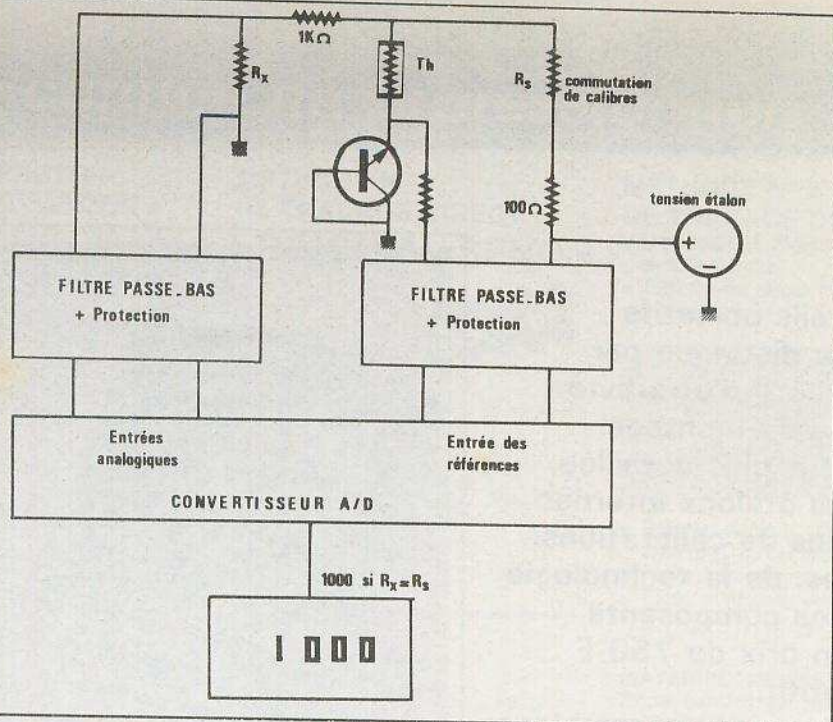 1KΩ
Rx
Th
Rs
commutation
de calibres
100Ω
tension étalon
+
−
FILTRE PASSE_BAS
+ Protection
FILTRE PASSE_BAS
+ Protection
Entrées
analogiques
Entrée des
références
CONVERTISSEUR A/D
1000 si Rx=Rs
1000